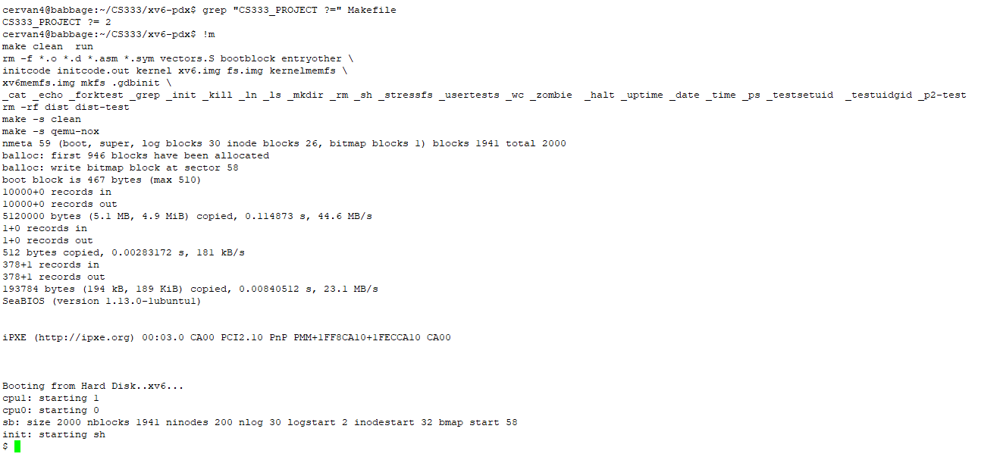 cervan4@babbage:~/CS333/xv6-pdx$ grep "CS333_PROJECT ?=" Makefile
CS333_PROJECT ?= 2
cervan4@babbage:~/CS333/xv6-pdx$ !m
make clean  run
rm -f *.o *.d *.asm *.sym vectors.S bootblock entryother \
initcode initcode.out kernel xv6.img fs.img kernelmemfs \
xv6memfs.img mkfs .gdbinit \
_cat _echo _forktest _grep _init _kill _ln _ls _mkdir _rm _sh _stressfs _usertests _wc _zombie  _halt _uptime _date _time _ps _testsetuid  _testuidgid _p2-test
rm -rf dist dist-test
make -s clean
make -s qemu-nox
nmeta 59 (boot, super, log blocks 30 inode blocks 26, bitmap blocks 1) blocks 1941 total 2000
balloc: first 946 blocks have been allocated
balloc: write bitmap block at sector 58
boot block is 467 bytes (max 510)
10000+0 records in
10000+0 records out
5120000 bytes (5.1 MB, 4.9 MiB) copied, 0.114873 s, 44.6 MB/s
1+0 records in
1+0 records out
512 bytes copied, 0.00283172 s, 181 kB/s
378+1 records in
378+1 records out
193784 bytes (194 kB, 189 KiB) copied, 0.00840512 s, 23.1 MB/s
SeaBIOS (version 1.13.0-1ubuntu1)
iPXE (http://ipxe.org) 00:03.0 CA00 PCI2.10 PnP PMM+1FF8CA10+1FECCA10 CA00
Booting from Hard Disk..xv6...
cpu1: starting 1
cpu0: starting 0
sb: size 2000 nblocks 1941 ninodes 200 nlog 30 logstart 2 inodestart 32 bmap start 58
init: starting sh
$